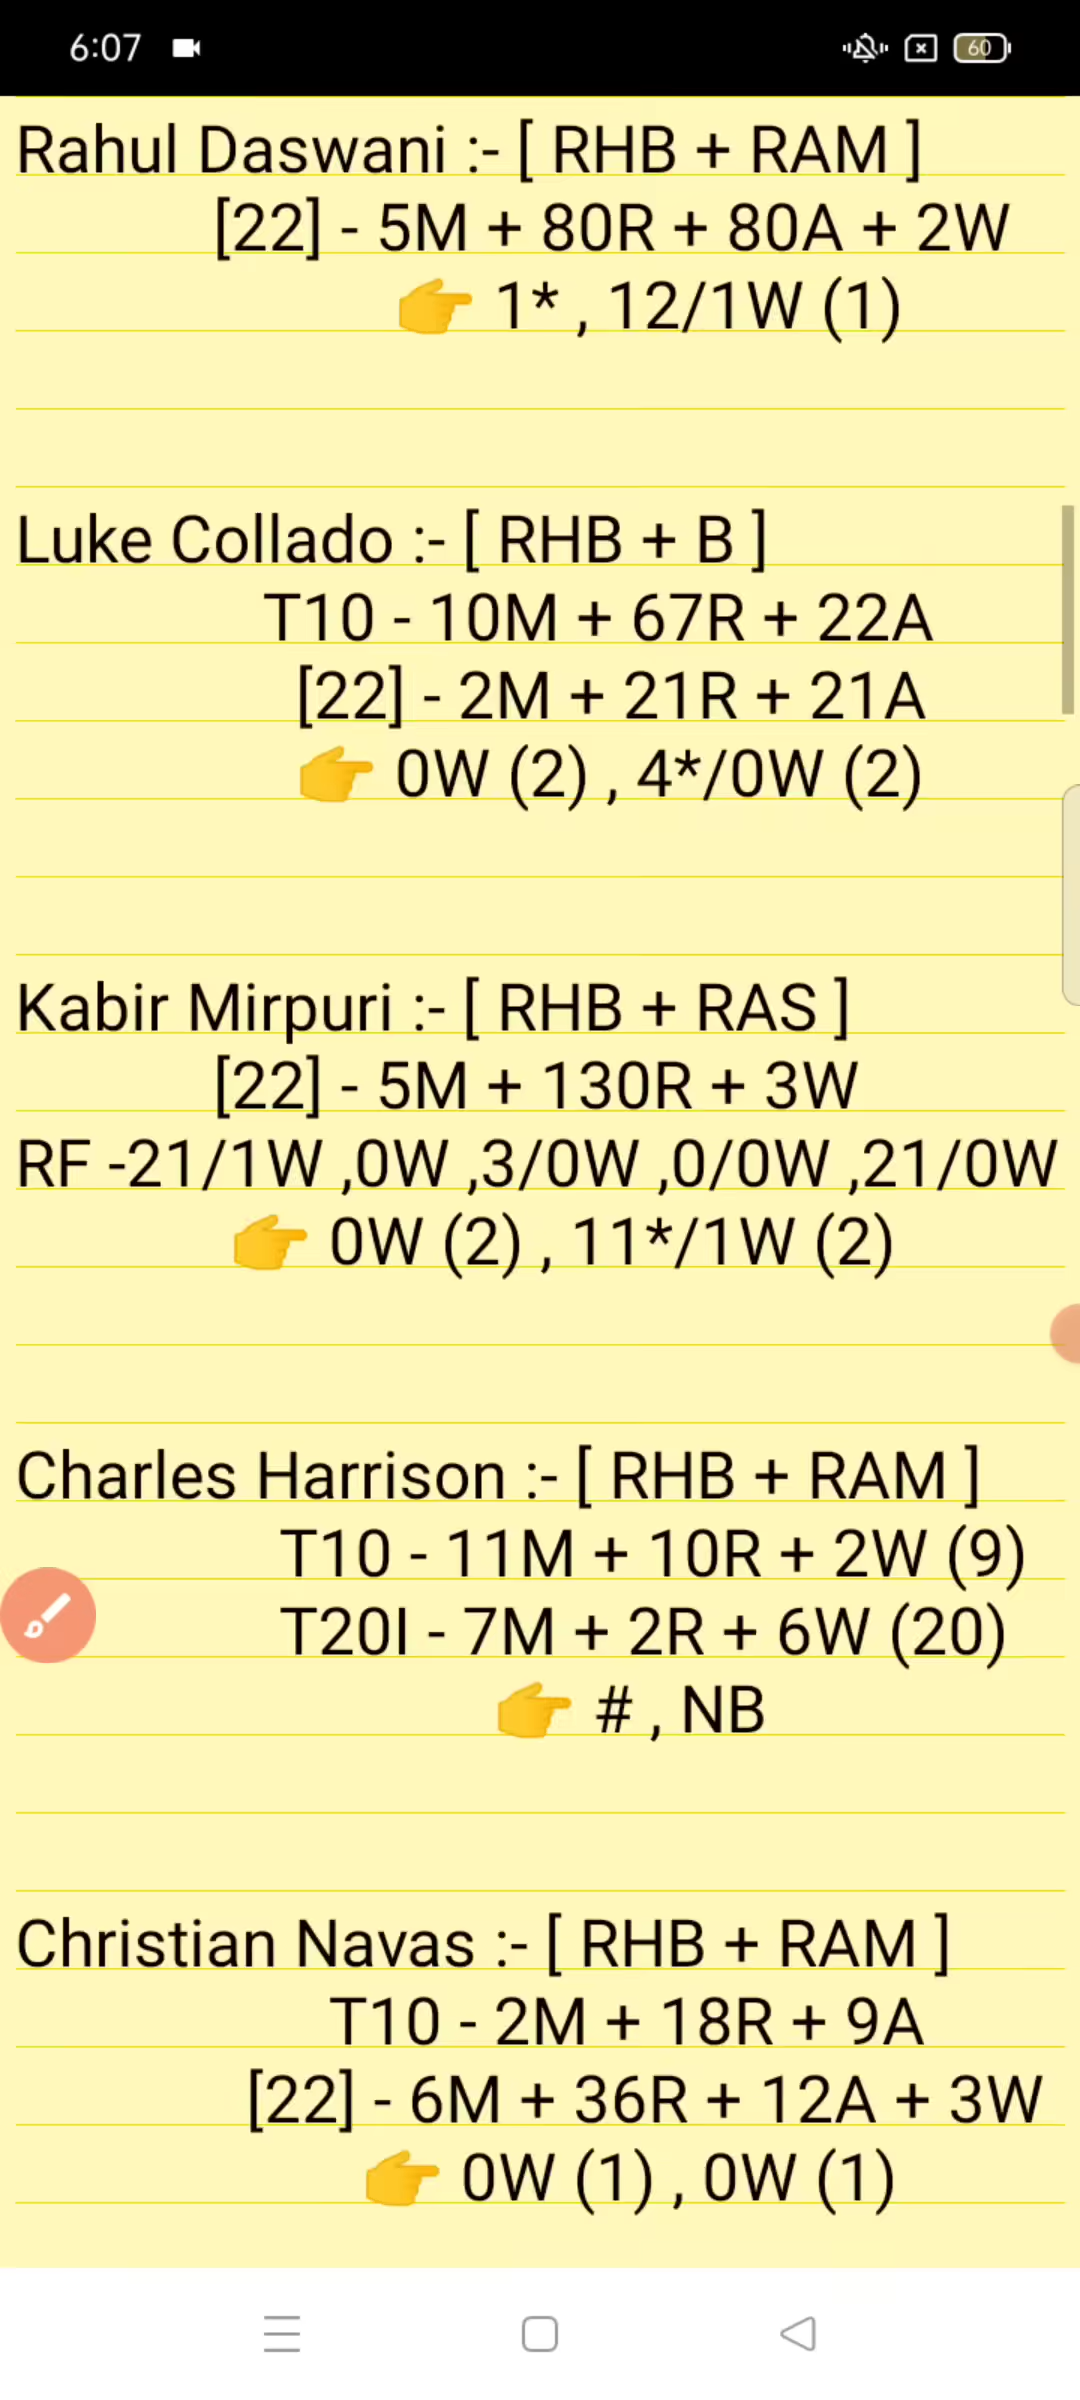 6:07
60
Rahul Daswani :- [ RHB + RAM ]
[22] - 5M + 80R + 80A + 2W
👉 1* , 12/1W (1)
Luke Collado :- [ RHB + B ]
T10 - 10M + 67R + 22A
[22] - 2M + 21R + 21A
👉 0W (2) , 4*/0W (2)
Kabir Mirpuri :- [ RHB + RAS ]
[22] - 5M + 130R + 3W
RF -21/1W ,0W ,3/0W ,0/0W ,21/0W
👉 0W (2) , 11*/1W (2)
Charles Harrison :- [ RHB + RAM ]
T10 - 11M + 10R + 2W (9)
T20I - 7M + 2R + 6W (20)
👉 # , NB
Christian Navas :- [ RHB + RAM ]
T10 - 2M + 18R + 9A
[22] - 6M + 36R + 12A + 3W
👉 0W (1) , 0W (1)